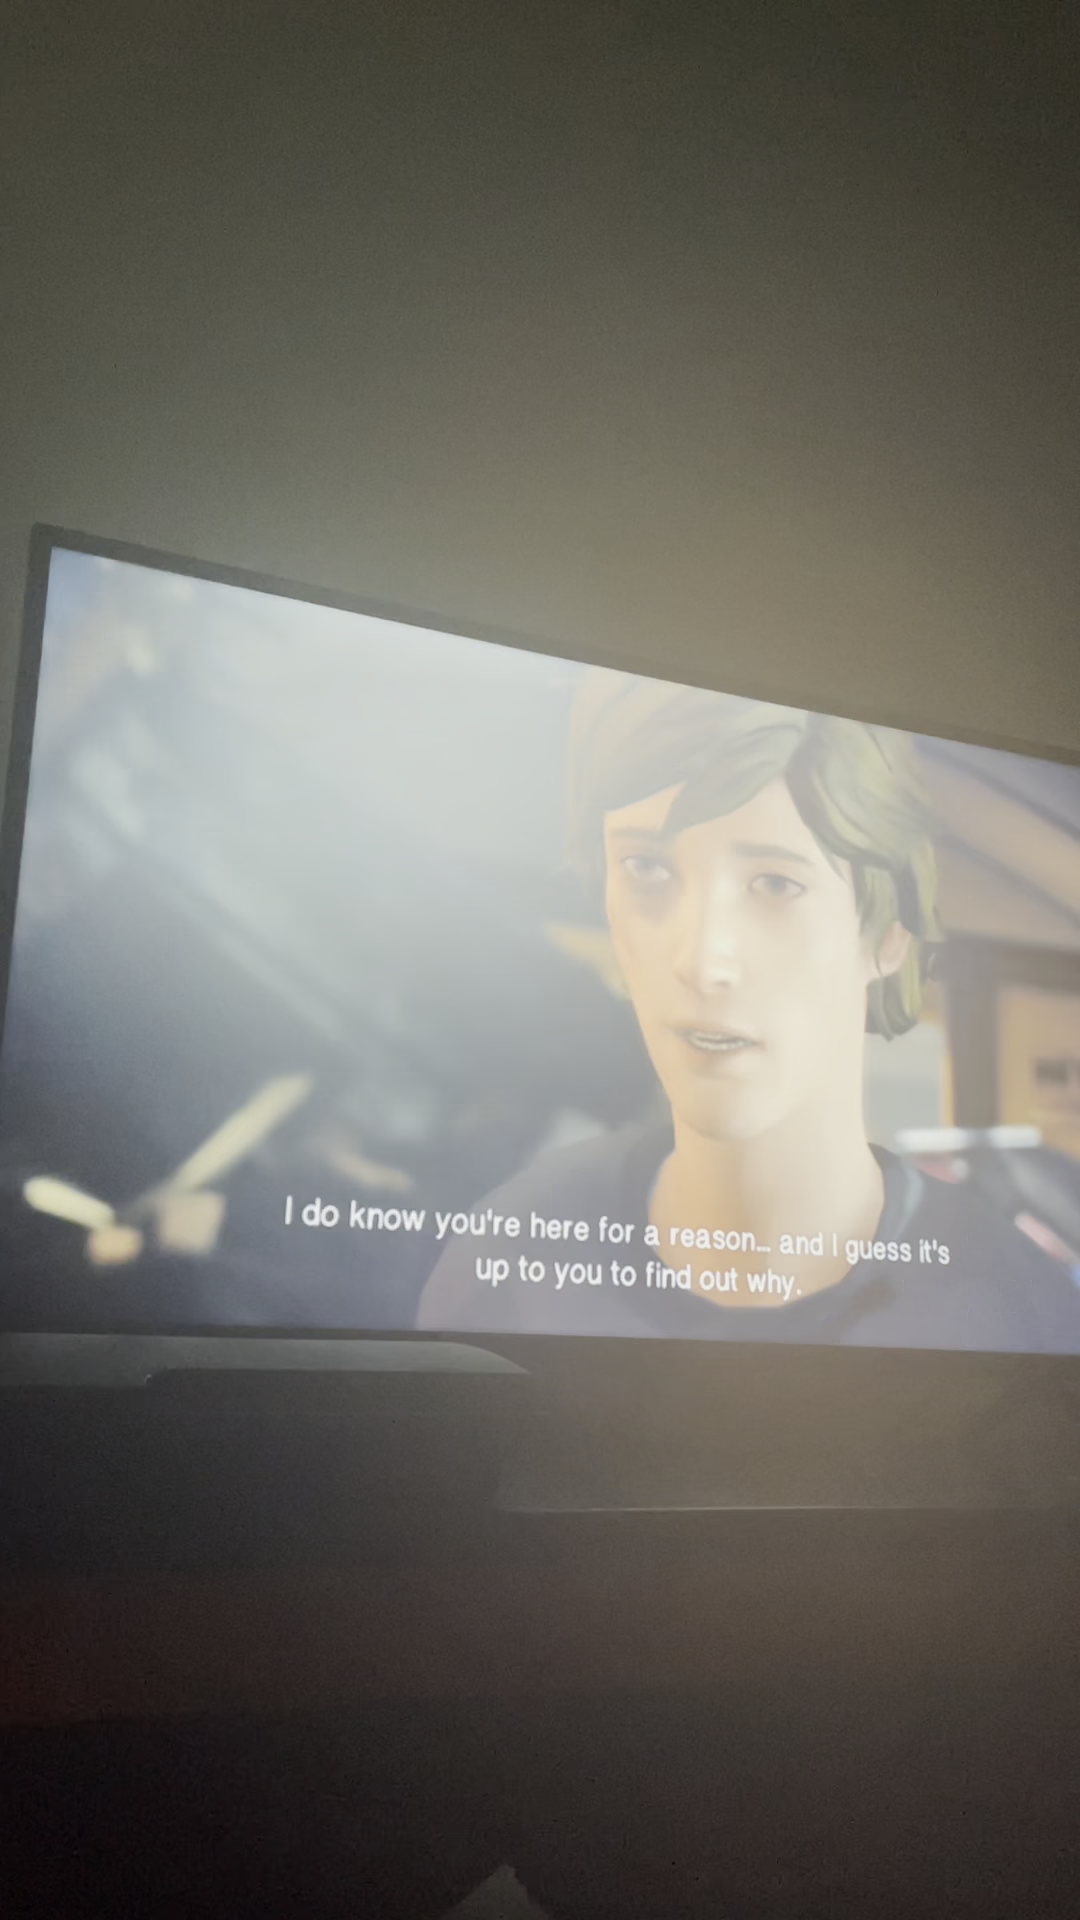 I do know you're here for a reason... and I guess it's
up to you to find out why.